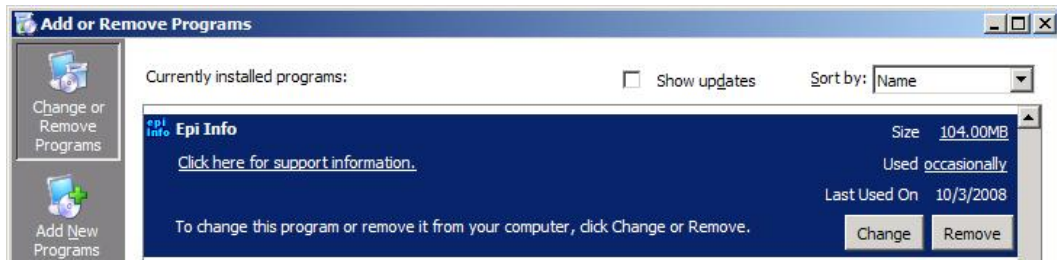 Add or Remove Programs
Change or
Remove
Programs
Add New
Programs
Currently installed programs:
Show updates
Sort by: Name
epi
info Epi Info
Size 104.00MB
Click here for support information.
Used occasionally
Last Used On 10/3/2008
To change this program or remove it from your computer, click Change or Remove.
Change Remove